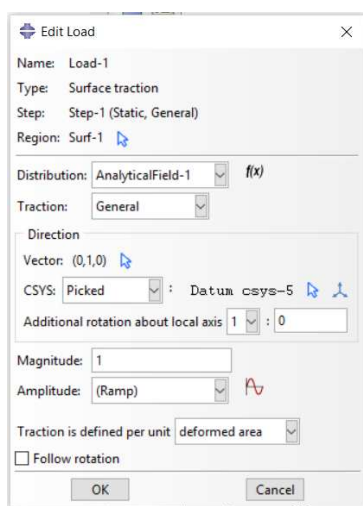 Edit Load
Name: Load-1
Type: Surface traction
Step: Step-1 (Static, General)
Region: Surf-1
Distribution: AnalyticalField-1 f(x)
Traction: General
Direction
Vector: (0,1,0)
CSYS: Picked : Datum csys-5
Additional rotation about local axis 1 : 0
Magnitude: 1
Amplitude: (Ramp)
Traction is defined per unit deformed area
Follow rotation
OK Cancel